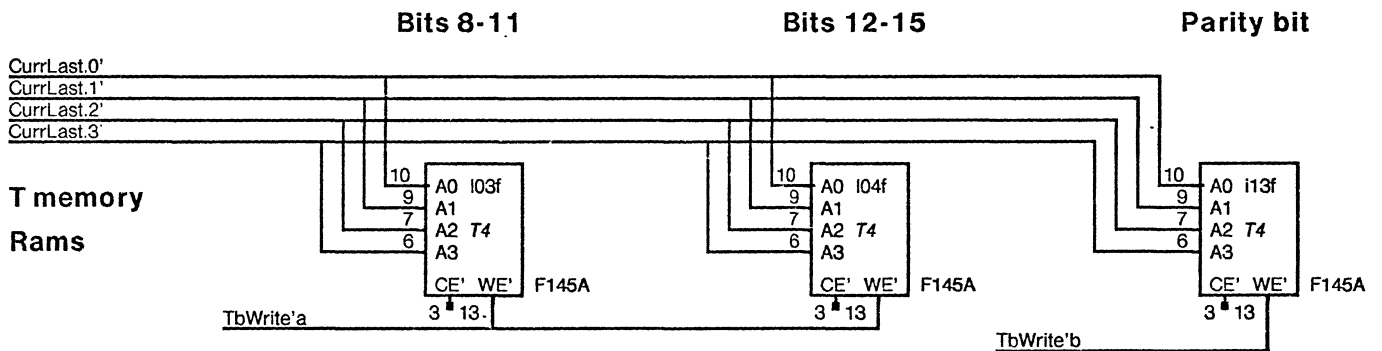 Bits 8-11 Bits 12-15 Parity bit
CurrLast.0'
CurrLast.1'
CurrLast.2'
CurrLast.3'
T memory
Rams
10 A0 I03f
9 A1
7 A2 T4
6 A3
CE' WE' F145A
3 13
10 A0 I04f
9 A1
7 A2 T4
6 A3
CE' WE' F145A
3 13
10 A0 i13f
9 A1
7 A2 T4
6 A3
CE' WE' F145A
3 13
TbWrite'a
TbWrite'b